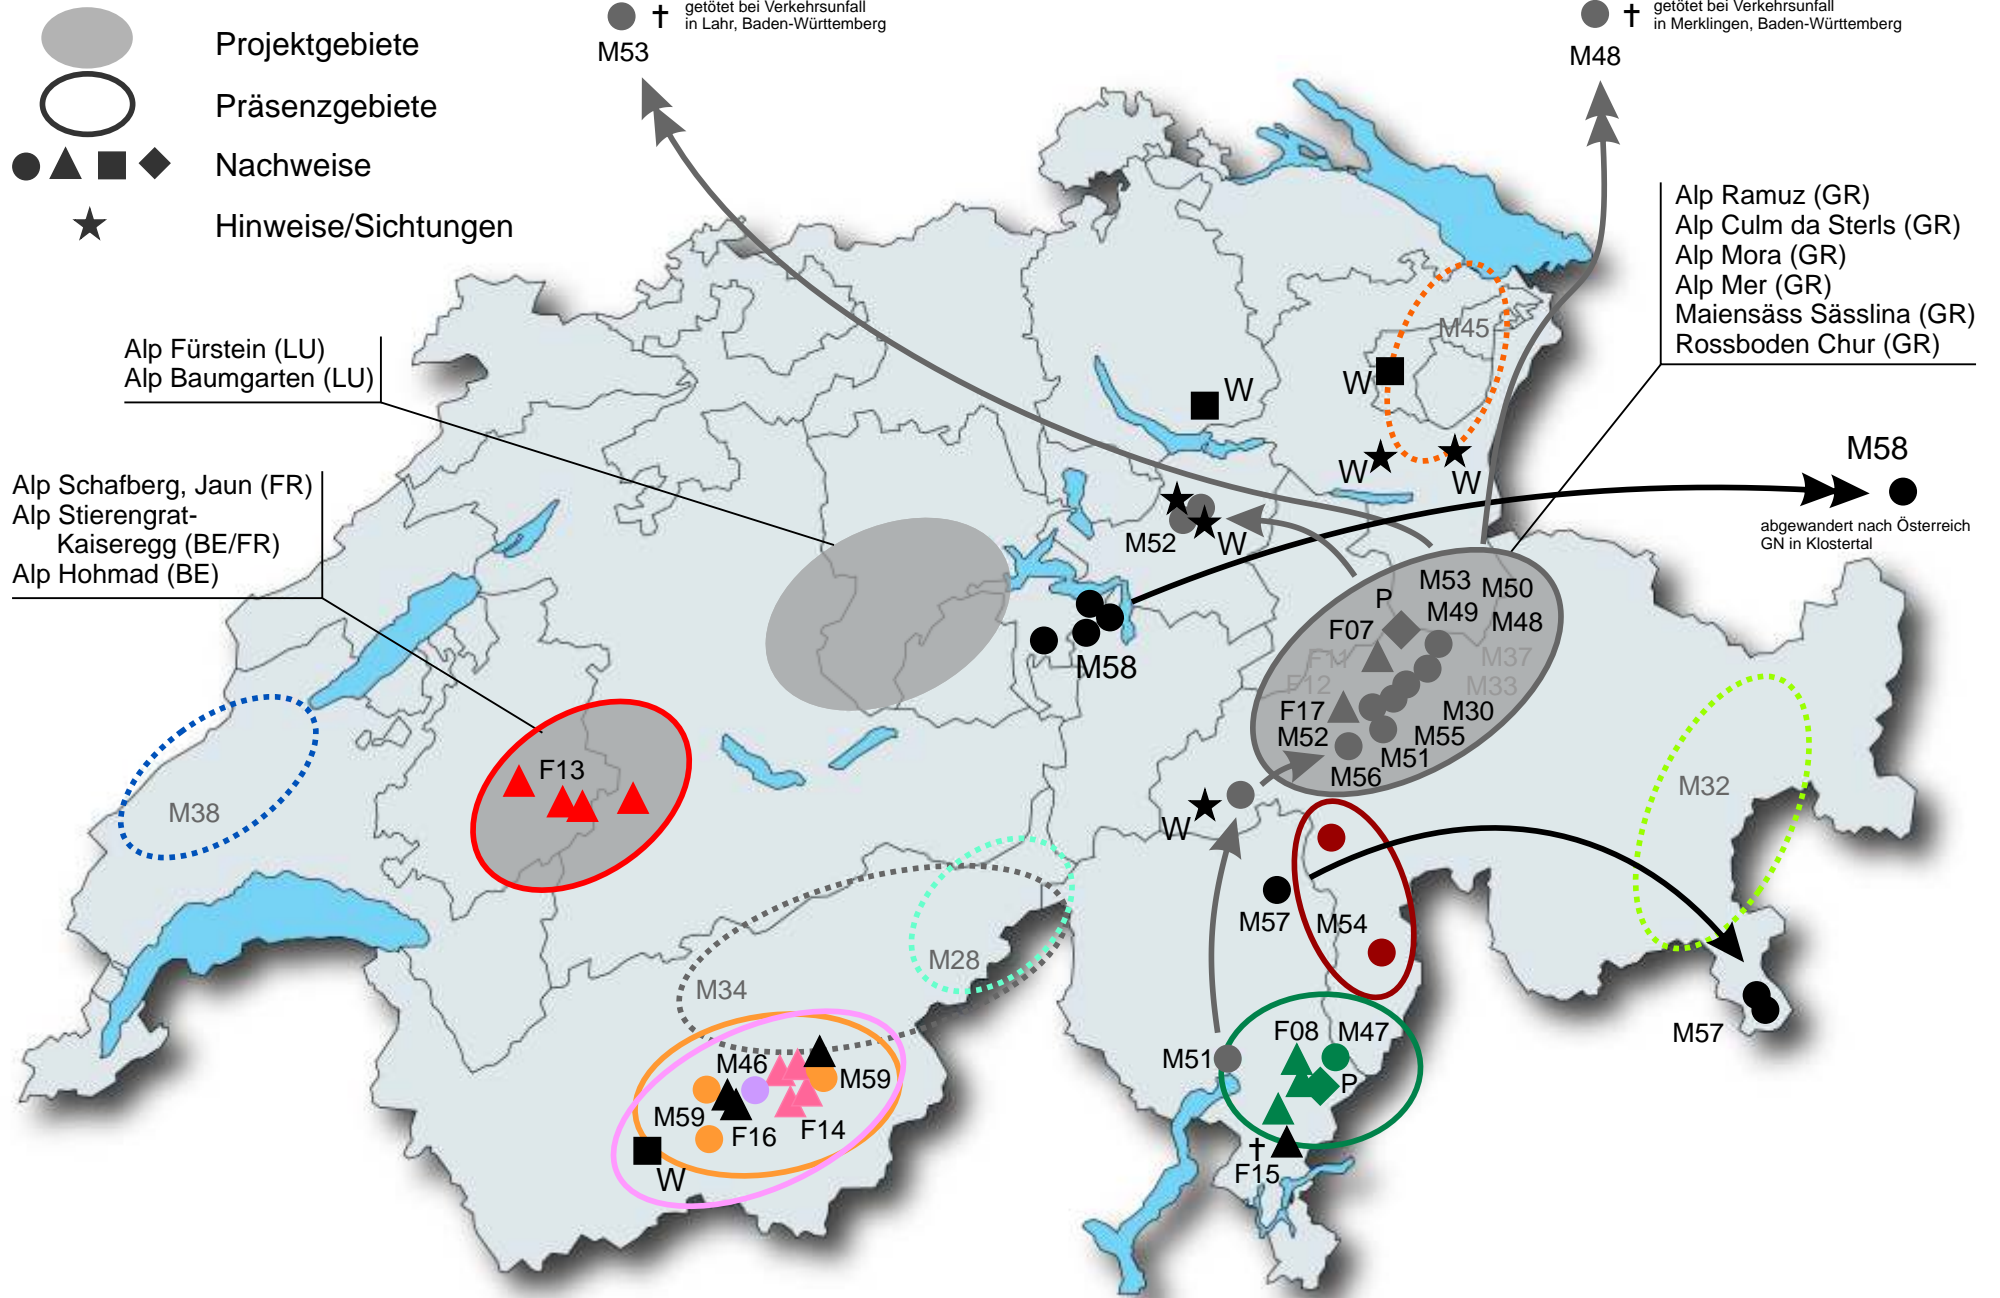 Projektgebiete
Präsenzgebiete
Nachweise
Hinweise/Sichtungen
getötet bei Verkehrsunfall
in Lahr, Baden-Württemberg
M53
getötet bei Verkehrsunfall
in Merklingen, Baden-Württemberg
M48
Alp Ramuz (GR)
Alp Culm da Sterls (GR)
Alp Mora (GR)
Alp Mer (GR)
Maiensäss Sässlina (GR)
Rossboden Chur (GR)
Alp Fürstein (LU)
Alp Baumgarten (LU)
Alp Schafberg, Jaun (FR)
Alp Stierengrat-
Kaiseregg (BE/FR)
Alp Hohmad (BE)
M45
W
W
W
W
M58
abgewandert nach Österreich
GN in Klostertal
M52
W
M58
M53
M50
P
M49
M48
F07
M37
F12
M33
F17
M30
M52
M55
M51
M56
F13
M38
M32
W
M57
M54
M57
M28
M34
F08
M47
M51
P
F15
M46
M59
M59
F16
F14
W